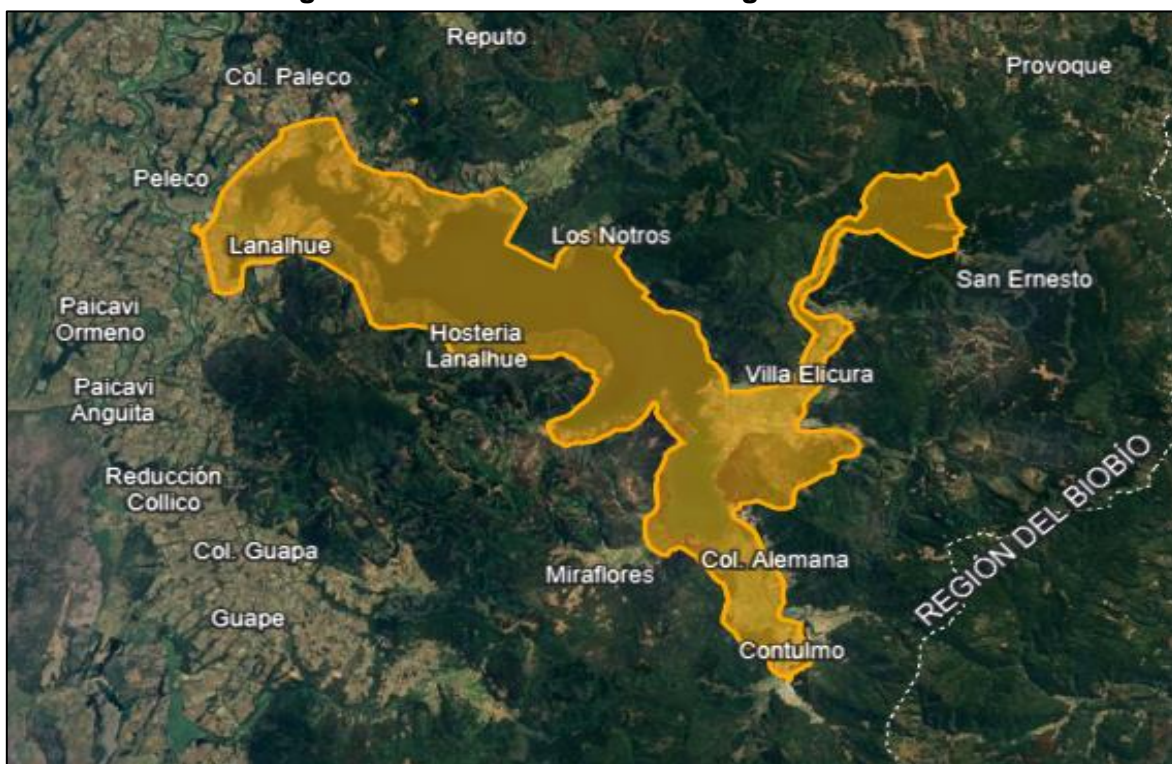 Reputo
Provoque
Col. Paleco
Peleco
Lanalhue
Los Notros
San Ernesto
Paicavi
Ormeno
Hosteria
Lanalhue
Villa Elicura
Paicavi
Anguita
Reducción
Cóllico
REGIÓN DEL BIOBÍO
Col. Guapa
Miraflores
Col. Alemana
Guape
Contulmo